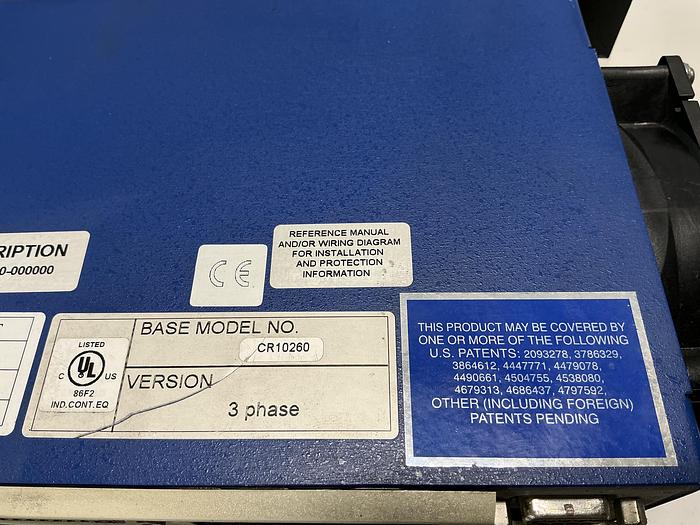 RIPTION
0-000000
CE
REFERENCE MANUAL
AND/OR WIRING DIAGRAM
FOR INSTALLATION
AND PROTECTION
INFORMATION
T
LISTED
C UL US
86F2
IND.CONT.EQ
BASE MODEL NO.
CR10260
VERSION
3 phase
THIS PRODUCT MAY BE COVERED BY
ONE OR MORE OF THE FOLLOWING
U.S. PATENTS: 2093278, 3786329,
3864612, 4447771, 4479078,
4490661, 4504755, 4538080,
4679313, 4686437, 4797592,
OTHER (INCLUDING FOREIGN)
PATENTS PENDING